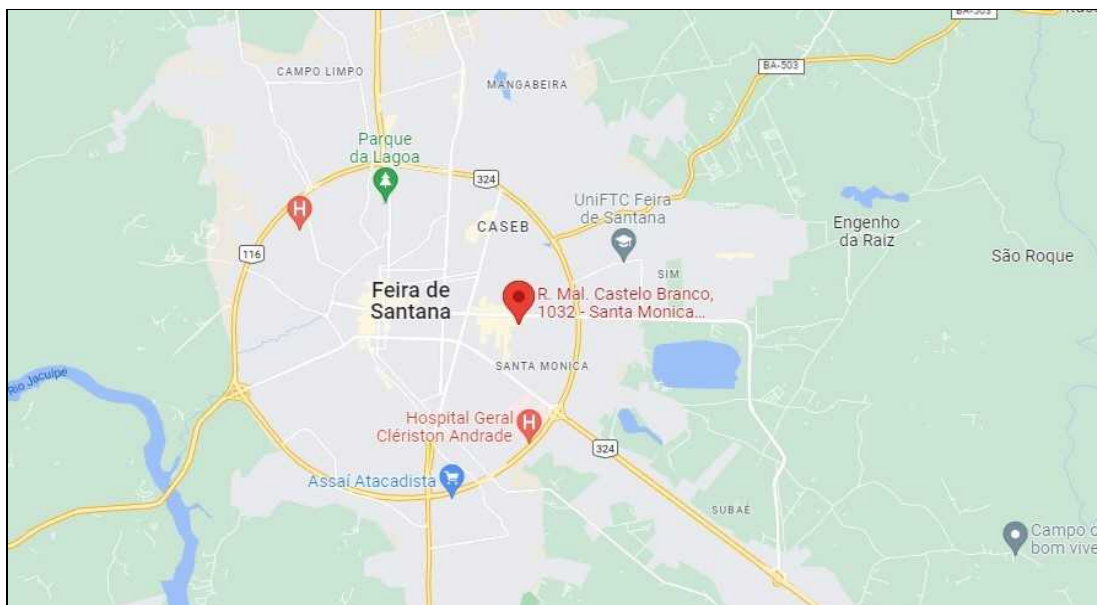 BA-503
CAMPO LIMPO
MANGABEIRA
BA-503
Parque
da Lagoa
324
UniFTC Feira
de Santana
CASEB
Engenho
da Raiz
116
São Roque
SIM
Feira de
Santana
R. Mal. Castelo Branco,
1032 - Santa Monica...
SANTA MONICA
Rio Jacuípe
H
Hospital Geral
Clériston Andrade
H
324
Assaí Atacadista
SUBAÉ
Campo
bom vive